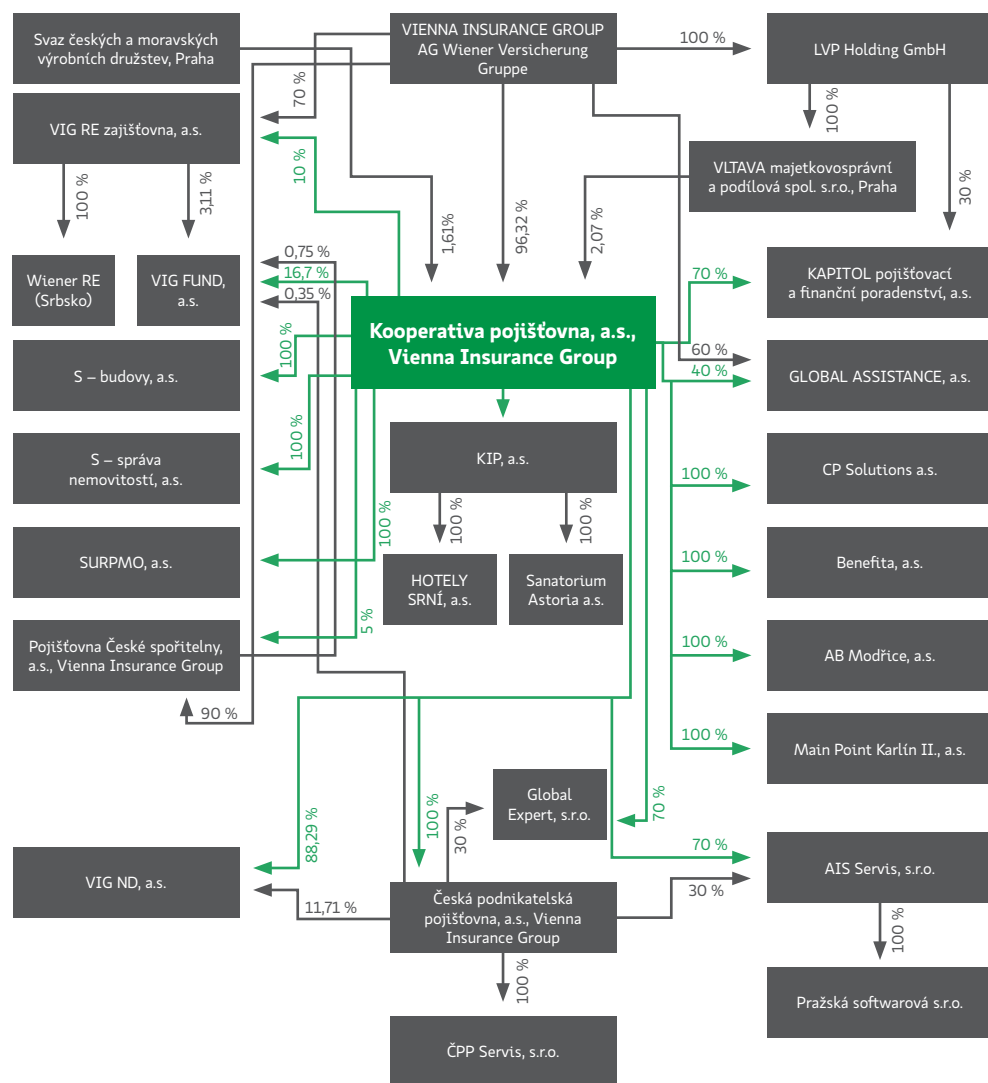 Svaz českých a moravských
výrobních družstev, Praha
VIENNA INSURANCE GROUP
AG Wiener Versicherung
Gruppe
100 %
LVP Holding GmbH
70 %
VIG RE zajišťovna, a.s.
10 %
100 %
VLTAVA majetkovosprávní
a podílová spol. s.r.o., Praha
30 %
100 %
3,11 %
1,61%
96,32 %
2,07 %
0,75 %
16,7 %
0,35 %
Wiener RE
(Srbsko)
VIG FUND,
a.s.
70 %
KAPITOL pojišťovací
a finanční poradenství, a.s.
Kooperativa pojišťovna, a.s.,
Vienna Insurance Group
100 %
S – budovy, a.s.
60 %
40 %
GLOBAL ASSISTANCE, a.s.
100 %
S – správa
nemovitostí, a.s.
KIP, a.s.
100 %
CP Solutions a.s.
100 %
100 %
100 %
SURPMO, a.s.
HOTELY
SRNÍ, a.s.
Sanatorium
Astoria a.s.
100 %
Benefita, a.s.
5 %
Pojišťovna České spořitelny,
a.s., Vienna Insurance Group
100 %
AB Modřice, a.s.
90 %
100 %
Main Point Karlín II., a.s.
Global
Expert, s.r.o.
88,29 %
100 %
30 %
70 %
VIG ND, a.s.
70 %
AIS Servis, s.r.o.
30 %
11,71 %
Česká podnikatelská
pojišťovna, a.s., Vienna
Insurance Group
100 %
100 %
Pražská softwarová s.r.o.
ČPP Servis, s.r.o.